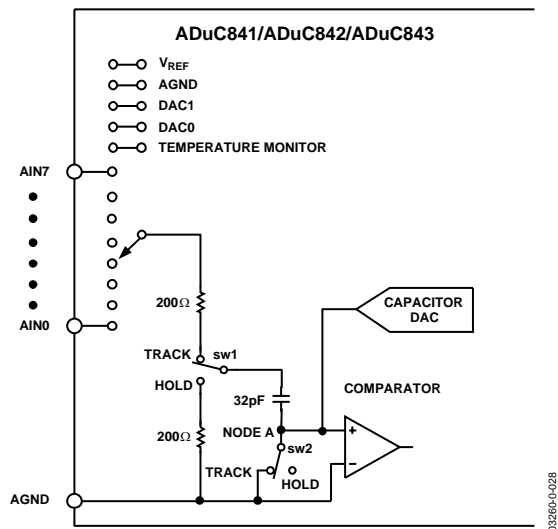 ADuC841/ADuC842/ADuC843
VREF
AGND
DAC1
DAC0
TEMPERATURE MONITOR
AIN7
AIN0
200Ω
CAPACITOR
DAC
TRACK
sw1
HOLD
32pF
COMPARATOR
200Ω
NODE A
+
sw2
–
TRACK
HOLD
AGND
03260-0-028